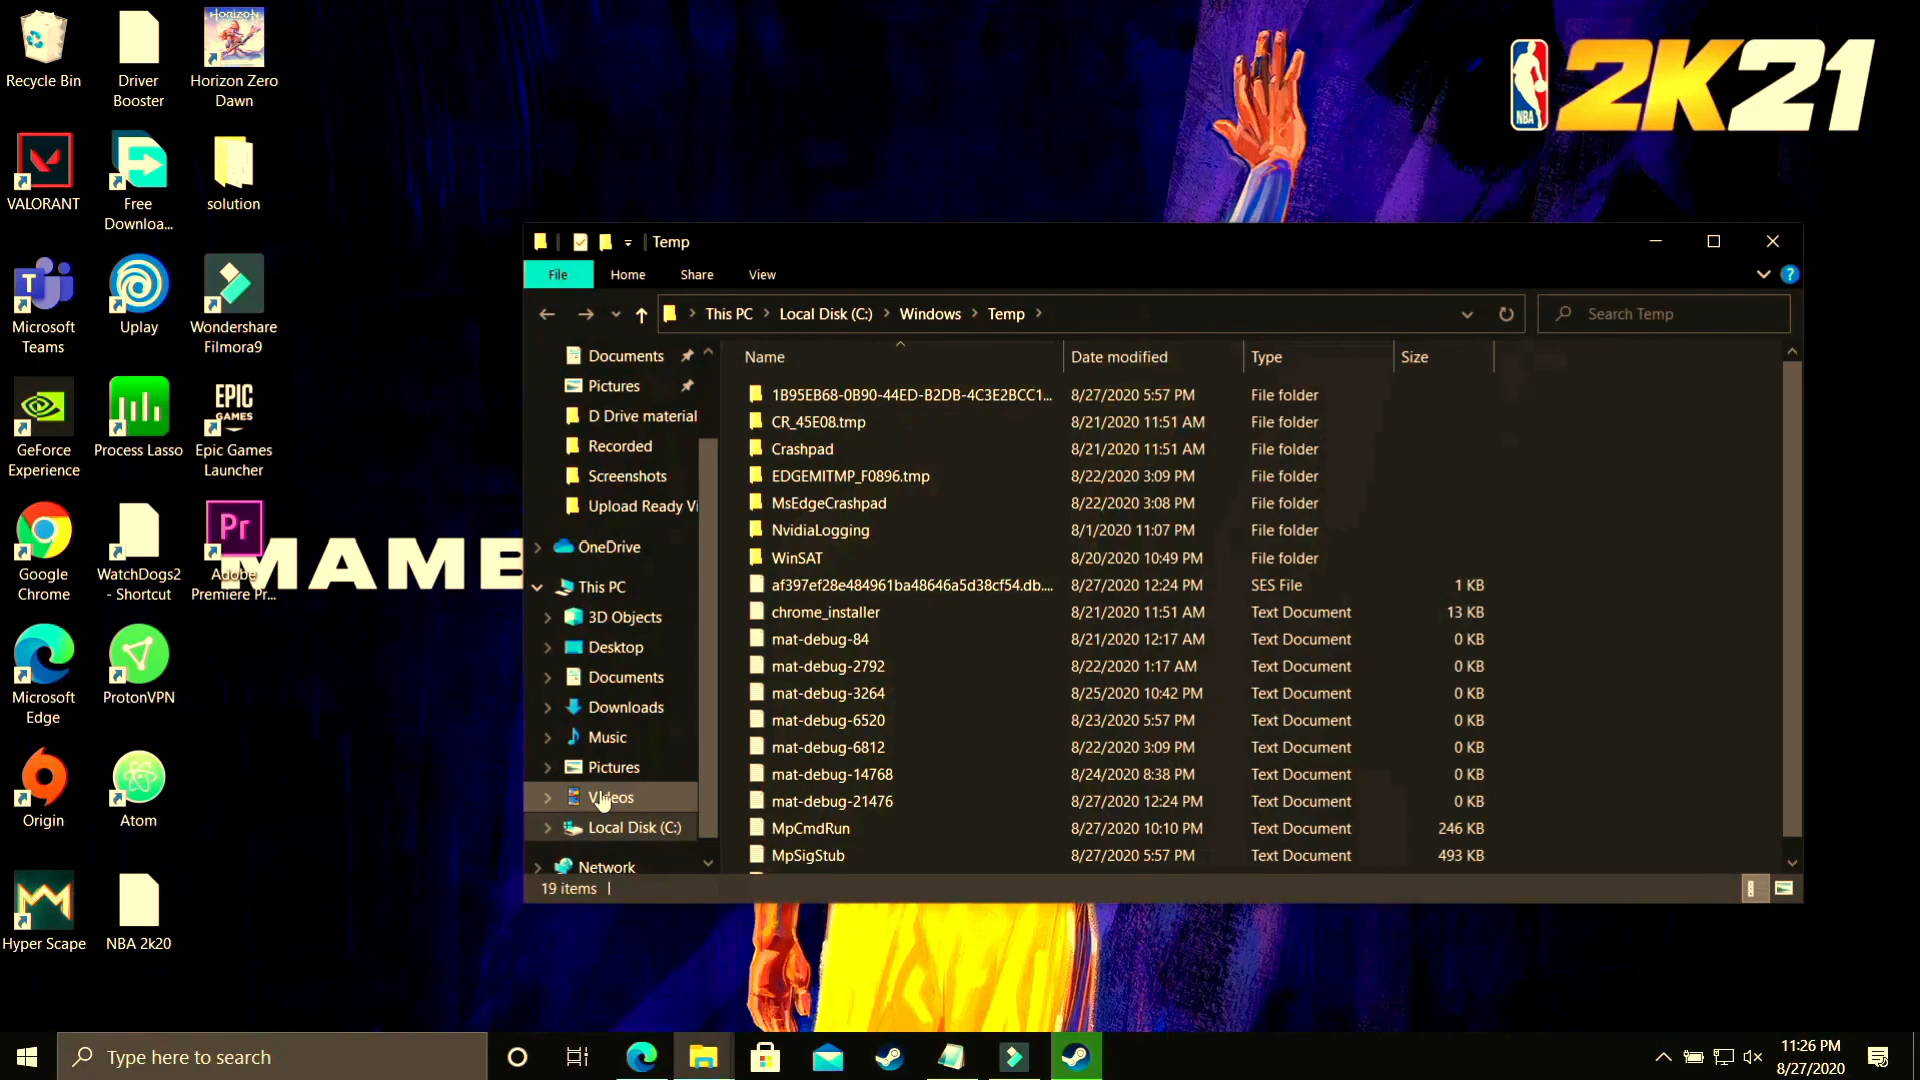 Recycle Bin
Driver
Booster
HORIZON
Horizon Zero
Dawn
VALORANT
Free
Downloa...
solution
T
Microsoft
Teams
Uplay
Wondershare
Filmora9
GeForce
Experience
Process Lasso
EPIC
GAMES
Epic Games
Launcher
Google
Chrome
WatchDogs2
- Shortcut
Pr
Adobe
Premiere Pr...
Microsoft
Edge
ProtonVPN
Origin
Atom
Hyper Scape
NBA 2k20
NBA
2K21
MAMB
Temp
File
Home
Share
View
?
This PC
Local Disk (C:)
Windows
Temp
Search Temp
Documents
Pictures
D Drive material
Recorded
Screenshots
Upload Ready Vi
OneDrive
This PC
3D Objects
Desktop
Documents
Downloads
Music
Pictures
Videos
Local Disk (C:)
Network
Name Date modified Type Size
1B95EB68-0B90-44ED-B2DB-4C3E2BCC1... 8/27/2020 5:57 PM File folder
CR_45E08.tmp 8/21/2020 11:51 AM File folder
Crashpad 8/21/2020 11:51 AM File folder
EDGEMITMP_F0896.tmp 8/22/2020 3:09 PM File folder
MsEdgeCrashpad 8/22/2020 3:08 PM File folder
NvidiaLogging 8/1/2020 11:07 PM File folder
WinSAT 8/20/2020 10:49 PM File folder
af397ef28e484961ba48646a5d38cf54.db.... 8/27/2020 12:24 PM SES File 1 KB
chrome_installer 8/21/2020 11:51 AM Text Document 13 KB
mat-debug-84 8/21/2020 12:17 AM Text Document 0 KB
mat-debug-2792 8/22/2020 1:17 AM Text Document 0 KB
mat-debug-3264 8/25/2020 10:42 PM Text Document 0 KB
mat-debug-6520 8/23/2020 5:57 PM Text Document 0 KB
mat-debug-6812 8/22/2020 3:09 PM Text Document 0 KB
mat-debug-14768 8/24/2020 8:38 PM Text Document 0 KB
mat-debug-21476 8/27/2020 12:24 PM Text Document 0 KB
MpCmdRun 8/27/2020 10:10 PM Text Document 246 KB
MpSigStub 8/27/2020 5:57 PM Text Document 493 KB
19 items
Type here to search
11:26 PM
8/27/2020